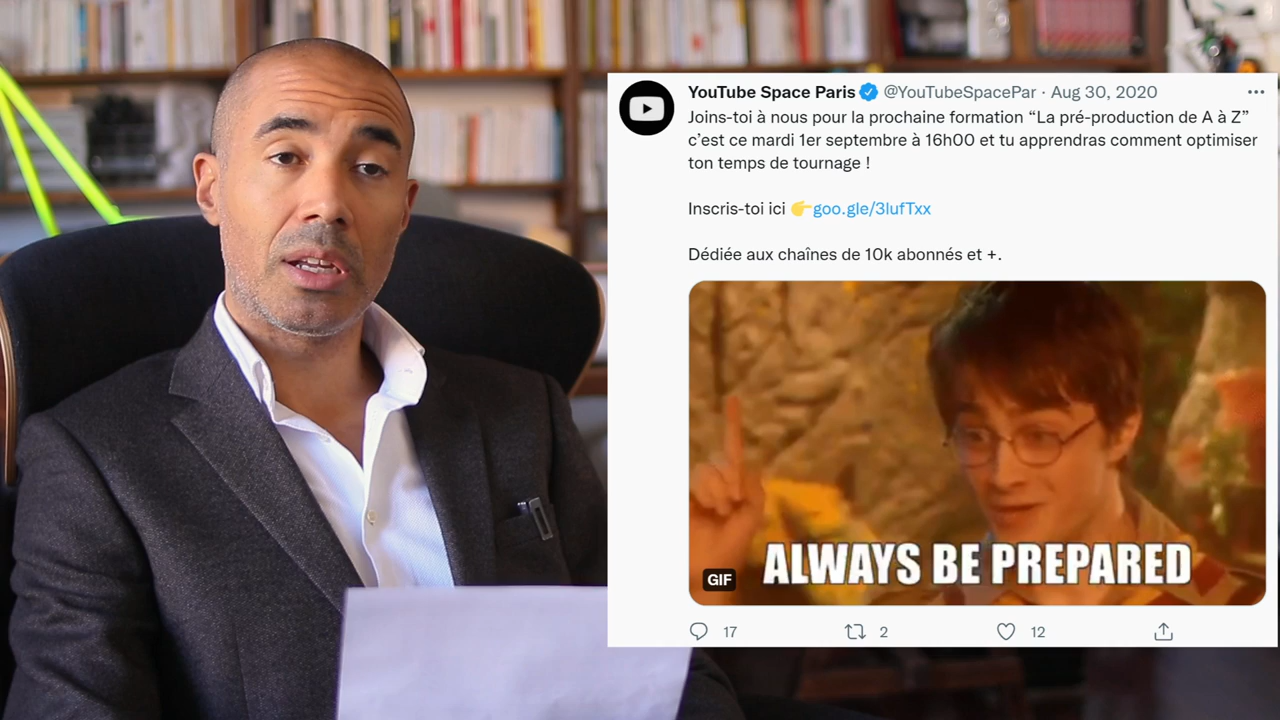 YouTube Space Paris @YouTubeSpacePar · Aug 30, 2020
Joins-toi à nous pour la prochaine formation “La pré-production de A à Z”
c’est ce mardi 1er septembre à 16h00 et tu apprendras comment optimiser
ton temps de tournage !
Inscris-toi ici 👉goo.gle/3lufTxx
Dédiée aux chaînes de 10k abonnés et +.
ALWAYS BE PREPARED
GIF
17 2 12